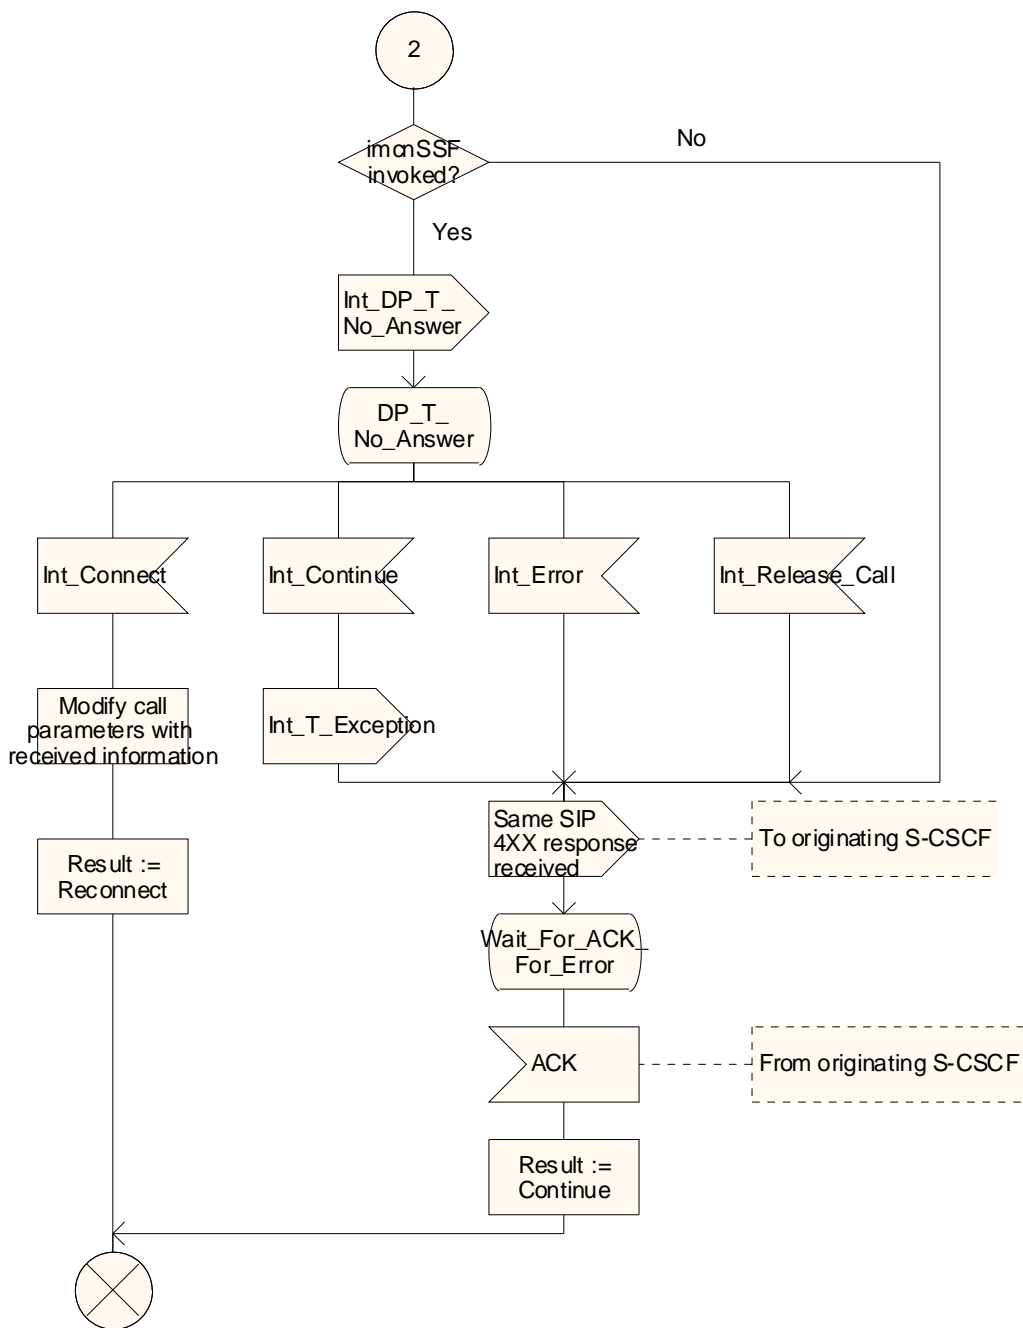 2
imcnSSF
invoked?
No
Yes
Int_DP_T_
No_Answer
DP_T_
No_Answer
Int_Connect
Int_Continue
Int_Error
Int_Release_Call
Modify call
parameters with
received information
Int_T_Exception
Same SIP
4XX response
received
To originating S-CSCF
Result :=
Reconnect
Wait_For_ACK_
For_Error
ACK
From originating S-CSCF
Result :=
Continue